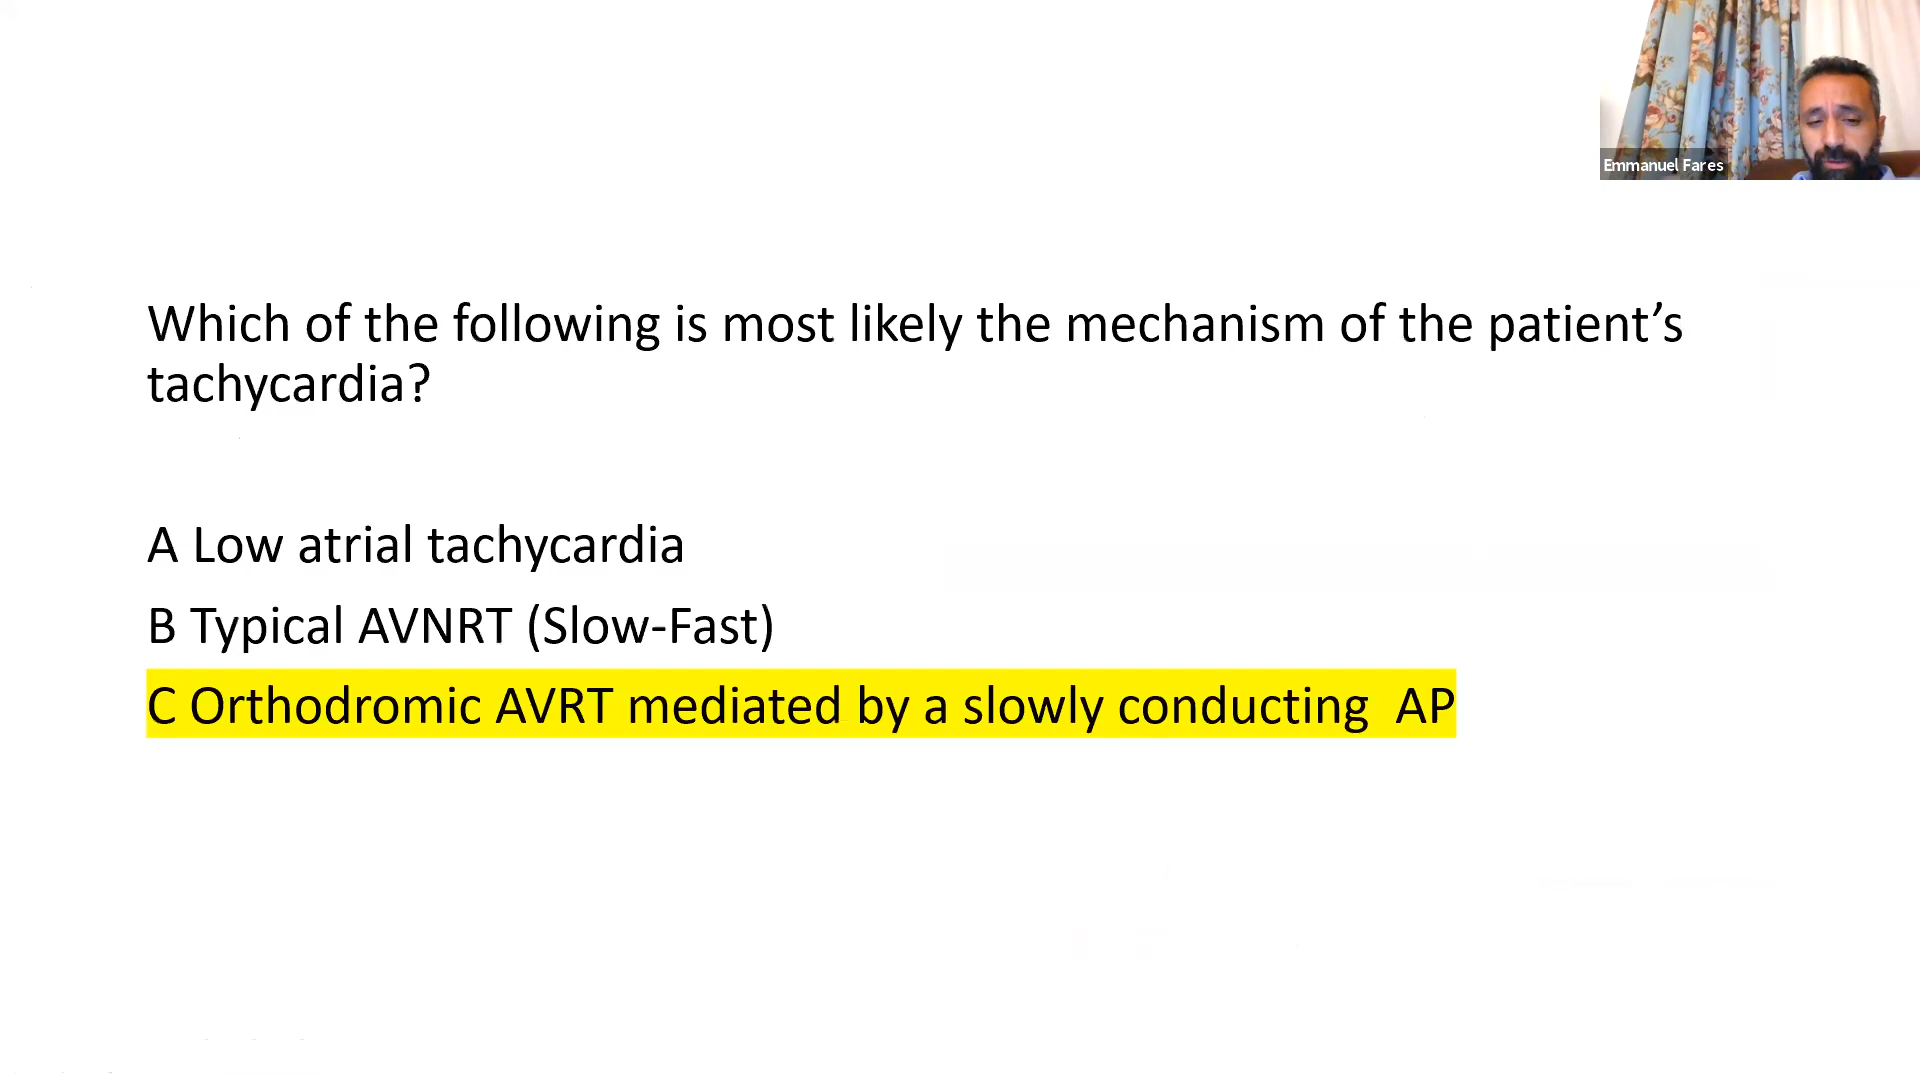 Emmanuel Fares
Which of the following is most likely the mechanism of the patient’s
tachycardia?
A Low atrial tachycardia
B Typical AVNRT (Slow-Fast)
C Orthodromic AVRT mediated by a slowly conducting  AP